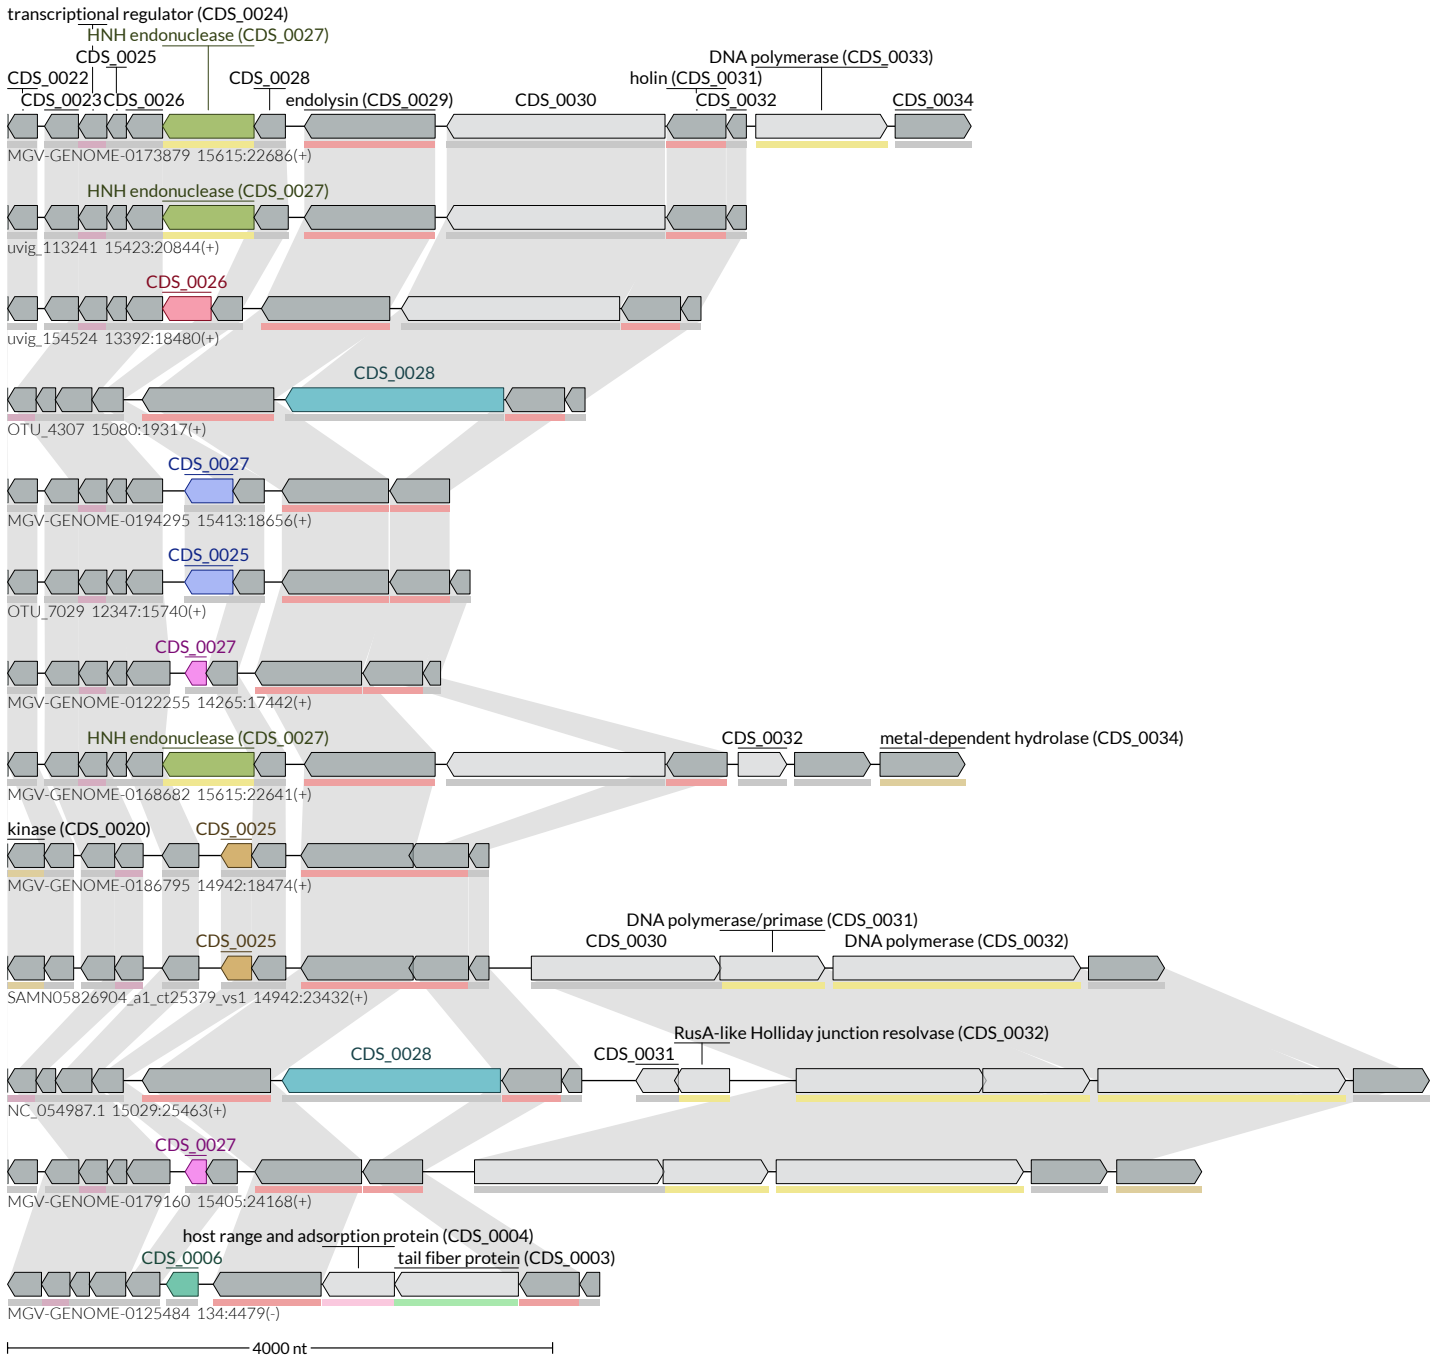 transcriptional regulator (CDS_0024)
HNH endonuclease (CDS_0027)
CDS_0025 DNA polymerase (CDS_0033)
CDS_0022 CDS_0028 holin (CDS_0031)
CDS_0023 CDS_0026 endolysin (CDS_0029) CDS_0030 CDS_0032 CDS_0034
MGV-GENOME-0173879 15615:22686(+)
HNH endonuclease (CDS_0027)
uvig_113241 15423:20844(+)
CDS_0026
uvig_154524 13392:18480(+)
CDS_0028
OTU_4307 15080:19317(+)
CDS_0027
MGV-GENOME-0194295 15413:18656(+)
CDS_0025
OTU_7029 12347:15740(+)
CDS_0027
MGV-GENOME-0122255 14265:17442(+)
HNH endonuclease (CDS_0027) CDS_0032 metal-dependent hydrolase (CDS_0034)
MGV-GENOME-0168682 15615:22641(+)
kinase (CDS_0020) CDS_0025
MGV-GENOME-0186795 14942:18474(+)
DNA polymerase/primase (CDS_0031)
CDS_0025 CDS_0030 DNA polymerase (CDS_0032)
SAMN05826904_a1_ct25379_vs1 14942:23432(+)
RusA-like Holliday junction resolvase (CDS_0032)
CDS_0028 CDS_0031
NC_054987.1 15029:25463(+)
CDS_0027
MGV-GENOME-0179160 15405:24168(+)
host range and adsorption protein (CDS_0004)
CDS_0006 tail fiber protein (CDS_0003)
MGV-GENOME-0125484 134:4479(-)
4000 nt